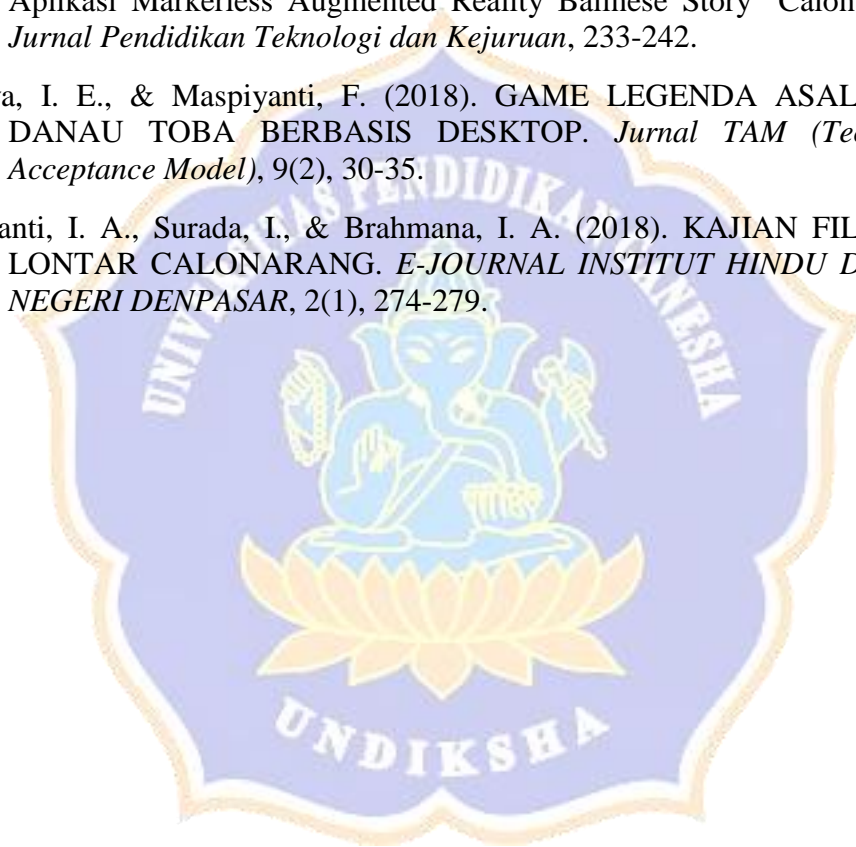 Aplikasi Markerless Augmented Reality Balinese Story "Calon
Jurnal Pendidikan Teknologi dan Kejuruan, 233-242.
va, I. E., & Maspiyanti, F. (2018). GAME LEGENDA ASAL
DANAU TOBA BERBASIS DESKTOP. Jurnal TAM (Tec
Acceptance Model), 9(2), 30-35.
anti, I. A., Surada, I., & Brahmana, I. A. (2018). KAJIAN FIL
LONTAR CALONARANG. E-JOURNAL INSTITUT HINDU D
NEGERI DENPASAR, 2(1), 274-279.
UNIVERSITAS PENDIDIKAN GANESHA
UNDIKSHA